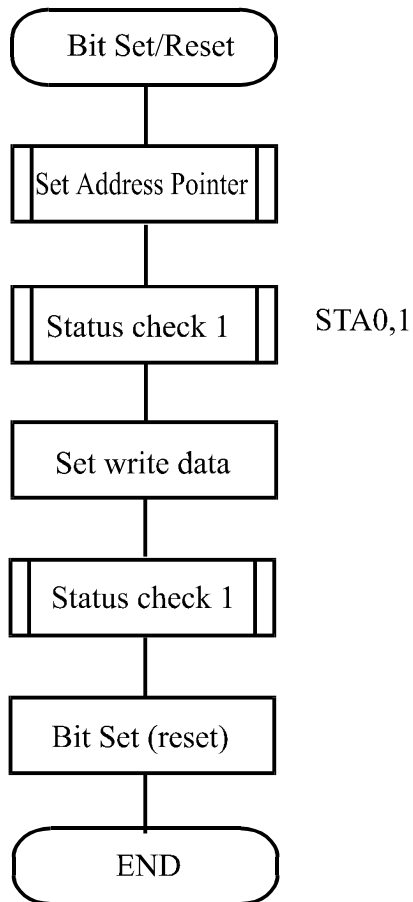 Bit Set/Reset
Set Address Pointer
Status check 1
STA0,1
Set write data
Status check 1
Bit Set (reset)
END